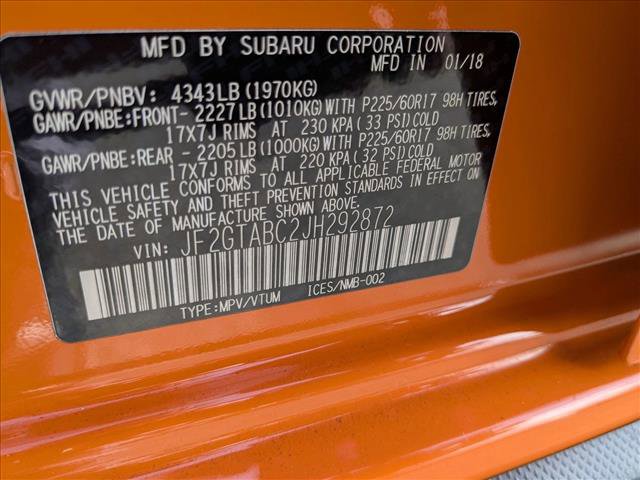 MFD BY SUBARU CORPORATION
MFD IN 01/18
GVWR/PNBV: 4343LB (1970KG)
GAWR/PNBE:FRONT- 2227LB (1010KG) WITH P225/60R17 98H TIRES,
17X7J RIMS AT 230 KPA (33 PSI) COLD
GAWR/PNBE:REAR - 2205LB (1000KG) WITH P225/60R17 98H TIRES,
17X7J RIMS AT 220 KPA (32 PSI) COLD
THIS VEHICLE CONFORMS TO ALL APPLICABLE FEDERAL MOTOR
VEHICLE SAFETY AND THEFT PREVENTION STANDARDS IN EFFECT ON
THE DATE OF MANUFACTURE SHOWN ABOVE.
VIN: JF2GTABC2JH292872
TYPE:MPV/VTUM ICES/NMB-002